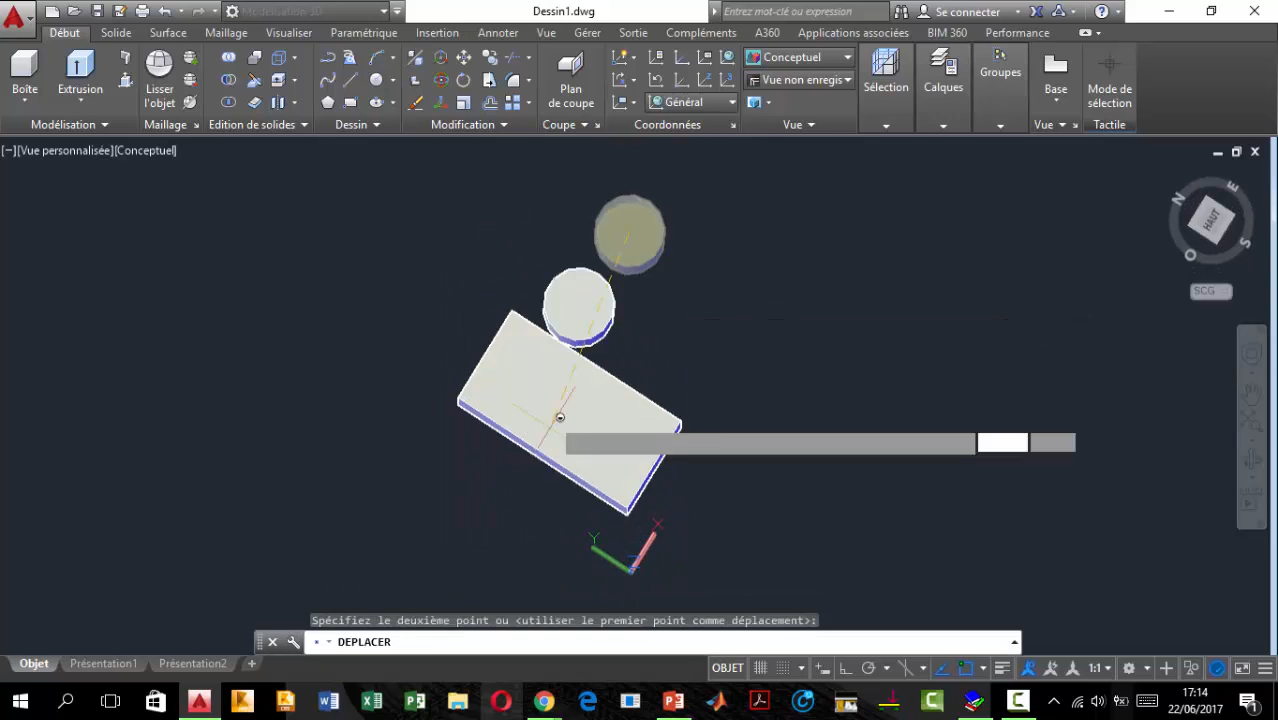 Modélisation 3D
Dessin1.dwg
Entrez mot-clé ou expression
Se connecter
Début
Solide
Surface
Maillage
Visualiser
Paramétrique
Insertion
Annoter
Vue
Gérer
Sortie
Compléments
A360
Applications associées
BIM 360
Performance
Boîte
Extrusion
Lisser l'objet
Plan de coupe
Conceptuel
Vue non enregis
Général
Sélection
Calques
Groupes
Base
Mode de sélection
Modélisation
Maillage
Edition de solides
Dessin
Modification
Coupe
Coordonnées
Vue
Vue
Tactile
[−][Vue personnalisée][Conceptuel]
N
E
HAUT
O
S
SCG
X
Y
Z
Spécifiez le deuxième point ou <utiliser le premier point comme déplacement>:
DEPLACER
Objet
Présentation1
Présentation2
OBJET
1:1
17:14
22/06/2017